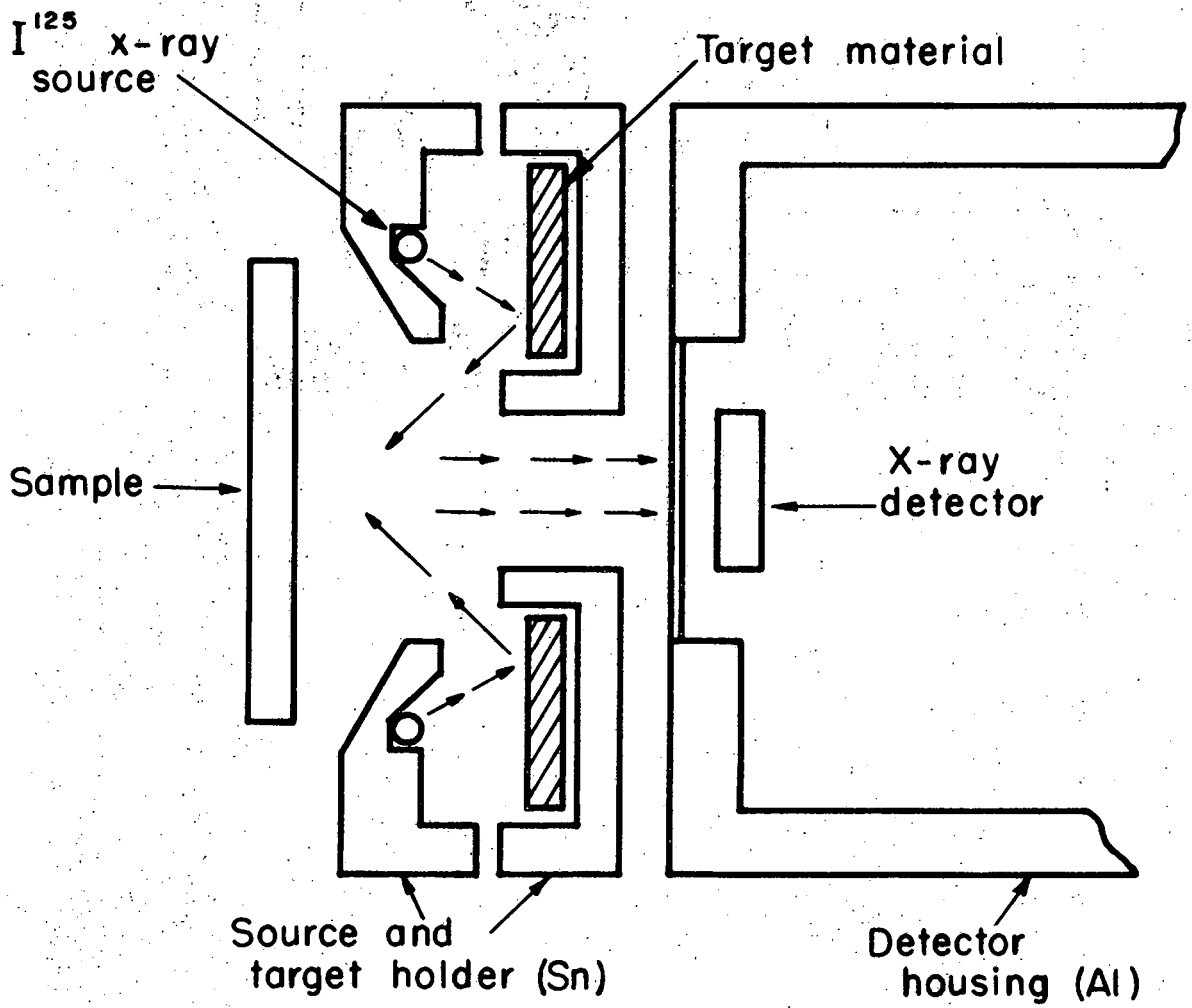 I¹²⁵ x-ray
source
Target material
Sample
X-ray
detector
Source and
target holder (Sn)
Detector
housing (Al)